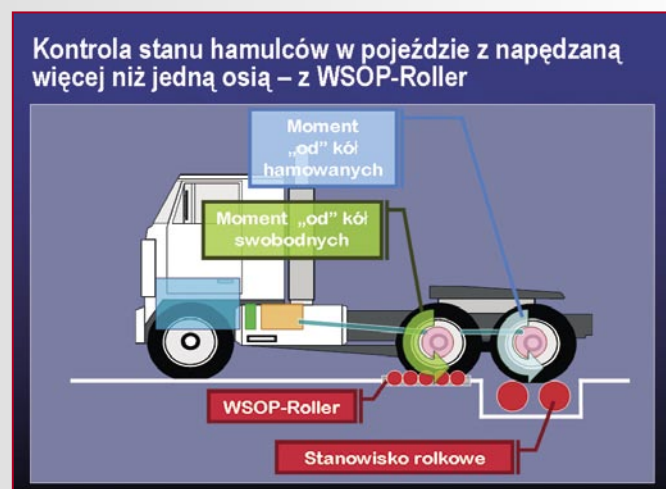 Kontrola stanu hamulców w pojeździe z napędzaną
więcej niż jedną osią – z WSOP-Roller
Moment
„od” kół
hamowanych
Moment „od” kół
swobodnych
WSOP-Roller
Stanowisko rolkowe